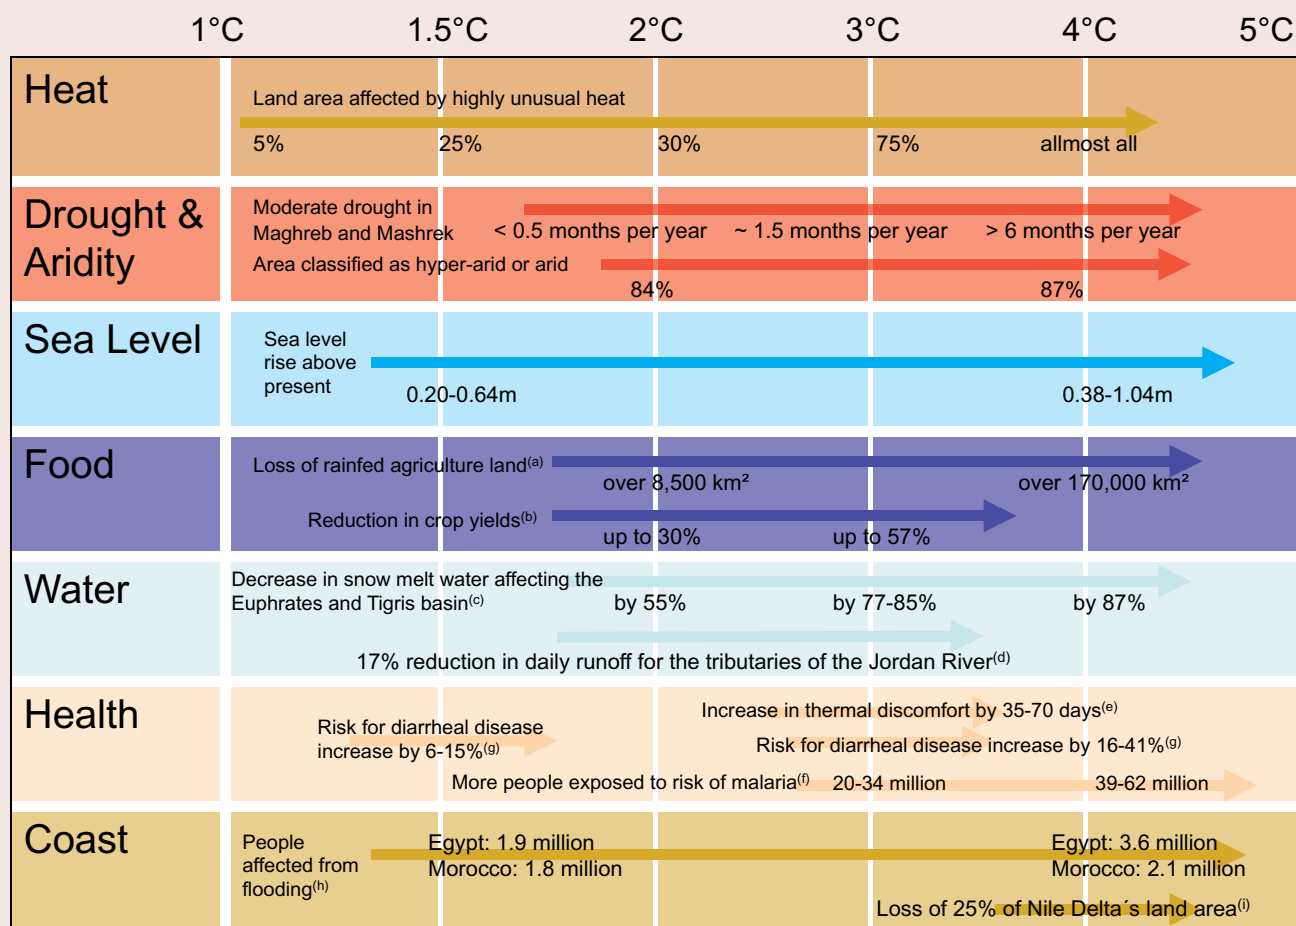 1°C 1.5°C 2°C 3°C 4°C 5°C
Heat
Land area affected by highly unusual heat
5% 25% 30% 75% allmost all
Drought &
Aridity
Moderate drought in
Maghreb and Mashrek
< 0.5 months per year ~ 1.5 months per year > 6 months per year
Area classified as hyper-arid or arid
84% 87%
Sea Level
Sea level
rise above
present
0.20-0.64m 0.38-1.04m
Food
Loss of rainfed agriculture land(a)
over 8,500 km² over 170,000 km²
Reduction in crop yields(b)
up to 30% up to 57%
Water
Decrease in snow melt water affecting the
Euphrates and Tigris basin(c)
by 55% by 77-85% by 87%
17% reduction in daily runoff for the tributaries of the Jordan River(d)
Health
Increase in thermal discomfort by 35-70 days(e)
Risk for diarrheal disease
increase by 6-15%(g)
Risk for diarrheal disease increase by 16-41%(g)
More people exposed to risk of malaria(f) 20-34 million 39-62 million
Coast
People
affected from
flooding(h)
Egypt: 1.9 million
Morocco: 1.8 million
Egypt: 3.6 million
Morocco: 2.1 million
Loss of 25% of Nile Delta´s land area(i)